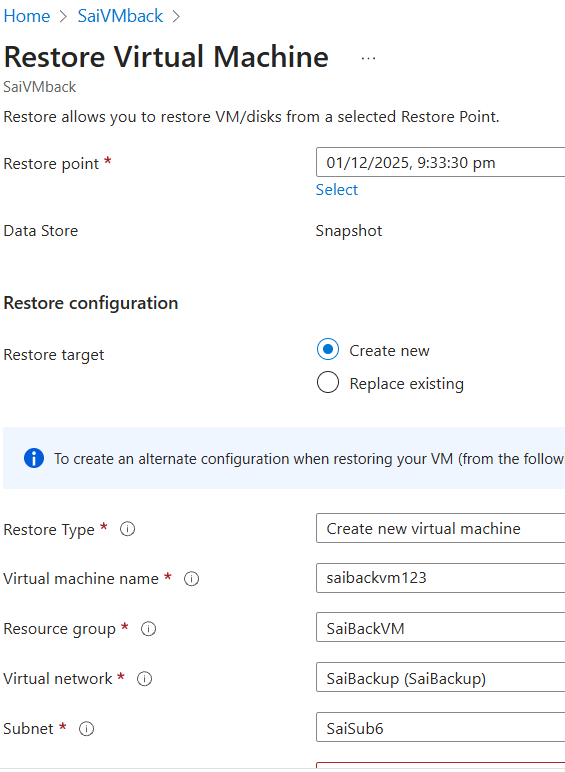 Home > SaiVMback >
Restore Virtual Machine ...
SaiVMback
Restore allows you to restore VM/disks from a selected Restore Point.
Restore point * 01/12/2025, 9:33:30 pm
Select
Data Store Snapshot
Restore configuration
Restore target Create new
Replace existing
To create an alternate configuration when restoring your VM (from the follow
Restore Type * Create new virtual machine
Virtual machine name * saibackvm123
Resource group * SaiBackVM
Virtual network * SaiBackup (SaiBackup)
Subnet * SaiSub6